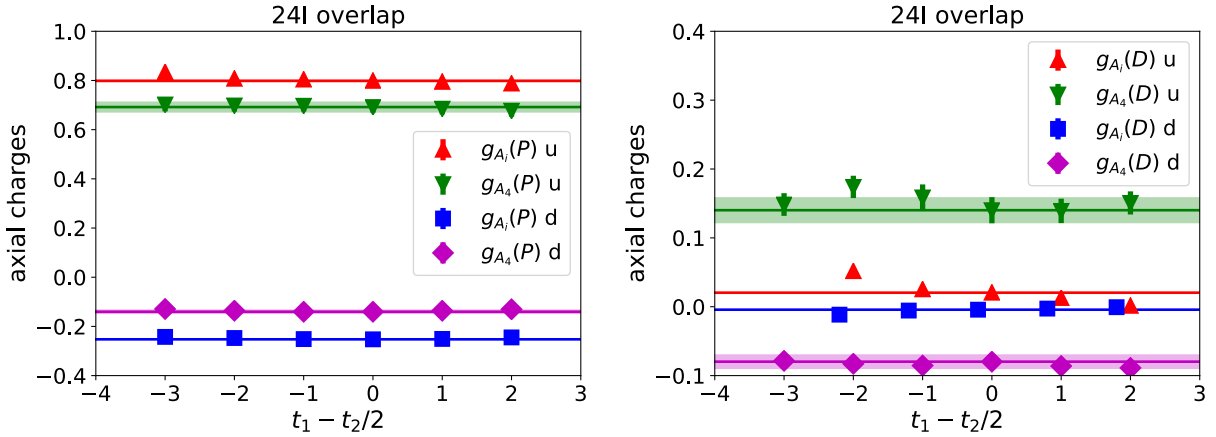 24I overlap
axial charges
1.0
0.8
0.6
0.4
0.2
0.0
−0.2
−0.4
g_{A_i}(P) u
g_{A_4}(P) u
g_{A_i}(P) d
g_{A_4}(P) d
−4 −3 −2 −1 0 1 2 3
t_1 − t_2/2
24I overlap
axial charges
0.4
0.3
0.2
0.1
0.0
−0.1
g_{A_i}(D) u
g_{A_4}(D) u
g_{A_i}(D) d
g_{A_4}(D) d
−4 −3 −2 −1 0 1 2 3
t_1 − t_2/2